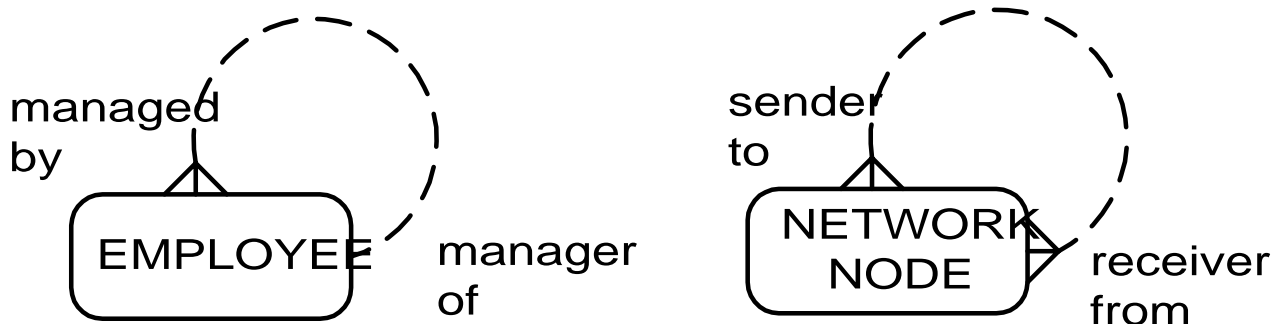 managed
by
EMPLOYEE
manager
of
sender
to
NETWORK
NODE
receiver
from